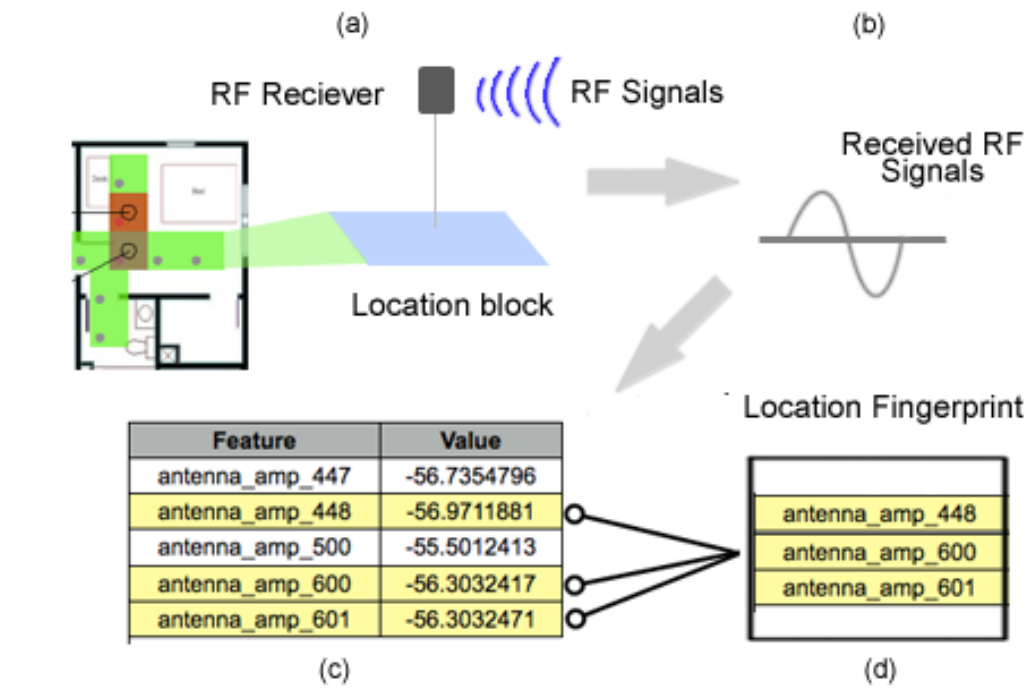 (a)
(b)
RF Reciever
RF Signals
Received RF
Signals
Desk
Bed
Location block
Location Fingerprint
Feature Value
antenna_amp_447 -56.7354796
antenna_amp_448 -56.9711881
antenna_amp_500 -55.5012413
antenna_amp_600 -56.3032417
antenna_amp_601 -56.3032471
antenna_amp_448
antenna_amp_600
antenna_amp_601
(c)
(d)